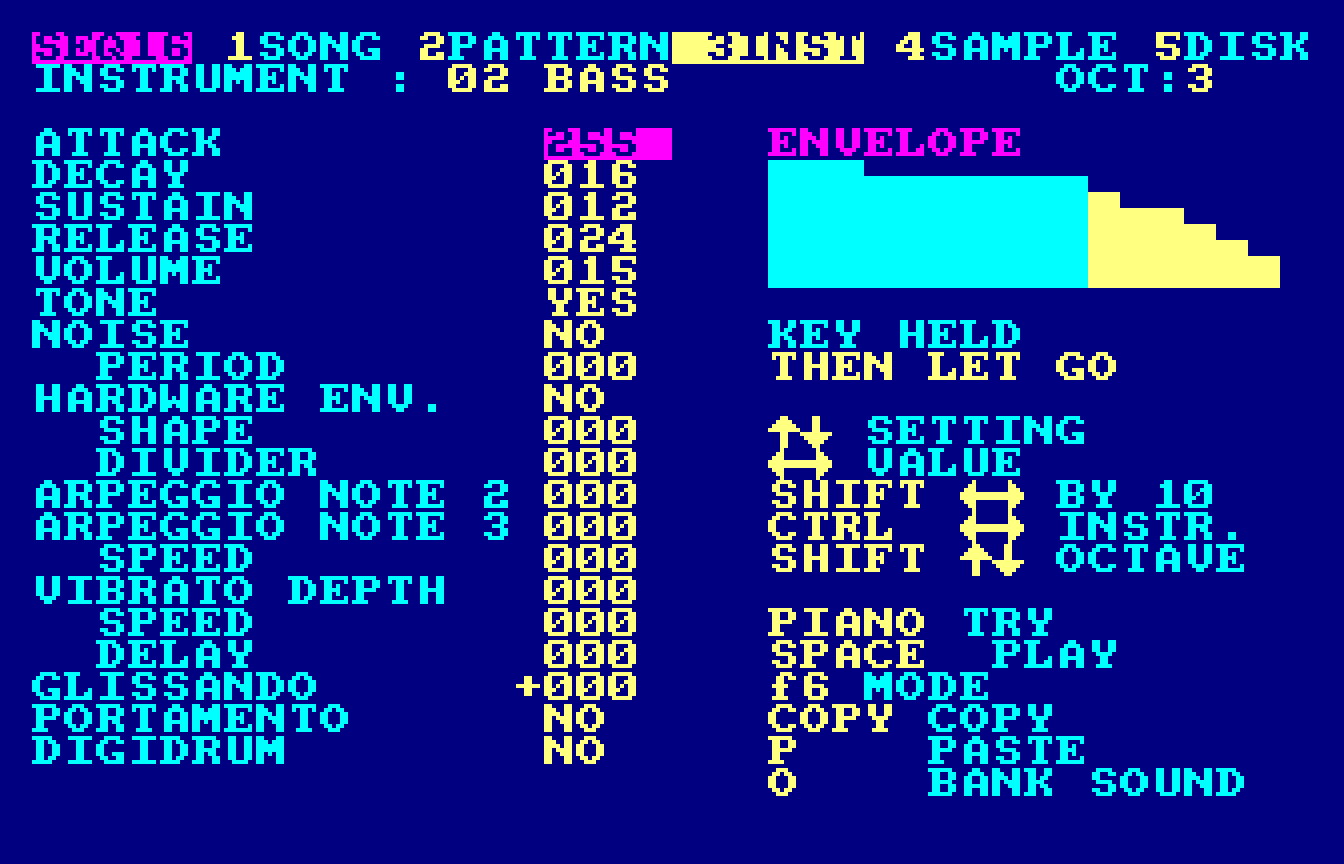 SEQ16 1SONG 2PATTERN 3INST 4SAMPLE 5DISK
INSTRUMENT : 02 BASS OCT:3
ATTACK 255 ENVELOPE
DECAY 016
SUSTAIN 012
RELEASE 024
VOLUME 015
TONE YES
NOISE NO KEY HELD
PERIOD 000 THEN LET GO
HARDWARE ENV. NO
SHAPE 000 ↑↓ SETTING
DIVIDER 000 ↔ VALUE
ARPEGGIO NOTE 2 000 SHIFT ↔ BY 10
ARPEGGIO NOTE 3 000 CTRL ↔ INSTR.
SPEED 000 SHIFT ↑↓ OCTAVE
VIBRATO DEPTH 000
SPEED 000 PIANO TRY
DELAY 000 SPACE PLAY
GLISSANDO +000 f6 MODE
PORTAMENTO NO COPY COPY
DIGIDRUM NO P PASTE
O BANK SOUND